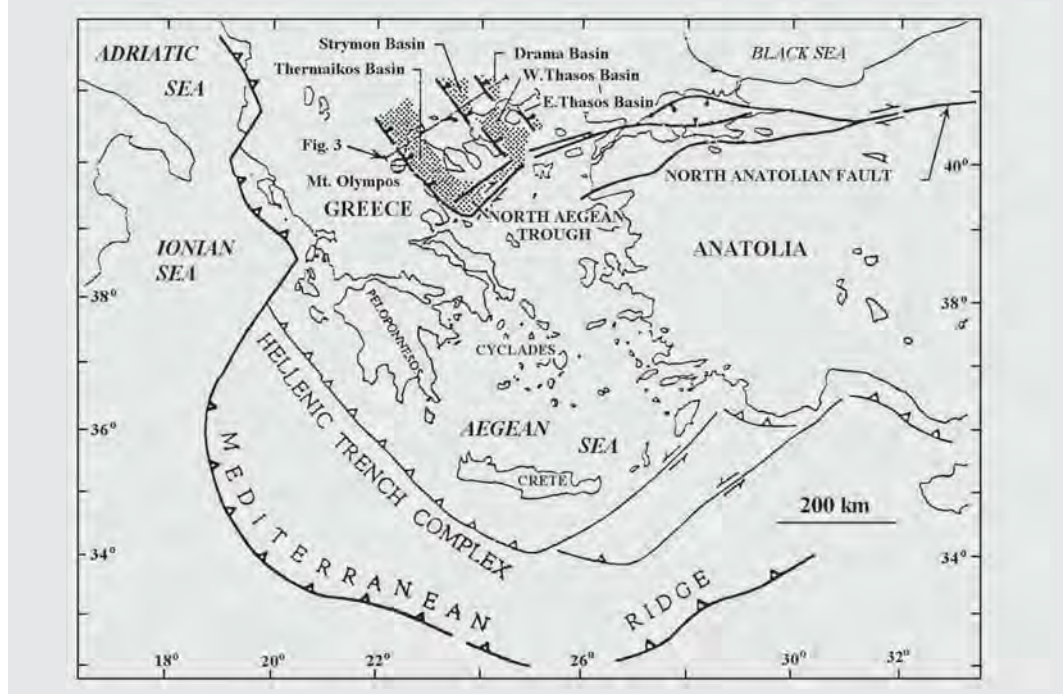 ADRIATIC
SEA
Strymon Basin
Thermaikos Basin
Drama Basin
W.Thasos Basin
E.Thasos Basin
BLACK SEA
Fig. 3
Mt. Olympos
GREECE
NORTH AEGEAN
TROUGH
NORTH ANATOLIAN FAULT
40°
ANATOLIA
IONIAN
SEA
38°
38°
PELOPONNESOS
CYCLADES
HELLENIC TRENCH COMPLEX
36°
AEGEAN
SEA
CRETE
200 km
34°
34°
MEDITERRANEAN
RIDGE
18°
20°
22°
26°
28°
30°
32°